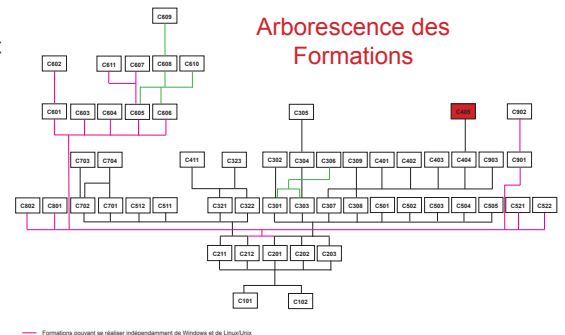 Arborescence des
Formations
C609
C602
C611 C607 C608 C610
C601 C603 C604 C605 C606
C305
C902
C703 C704
C411 C323
C302 C304 C306 C309 C401 C402 C403 C404 C903
C901
C802 C801 C702 C701 C512 C511
C321 C322
C301 C303 C307 C308 C501 C502 C503 C504 C505
C521 C522
C211 C212 C201 C202 C203
C101 C102
Formations pouvant se réaliser indépendamment de Windows et de Linux/Unix